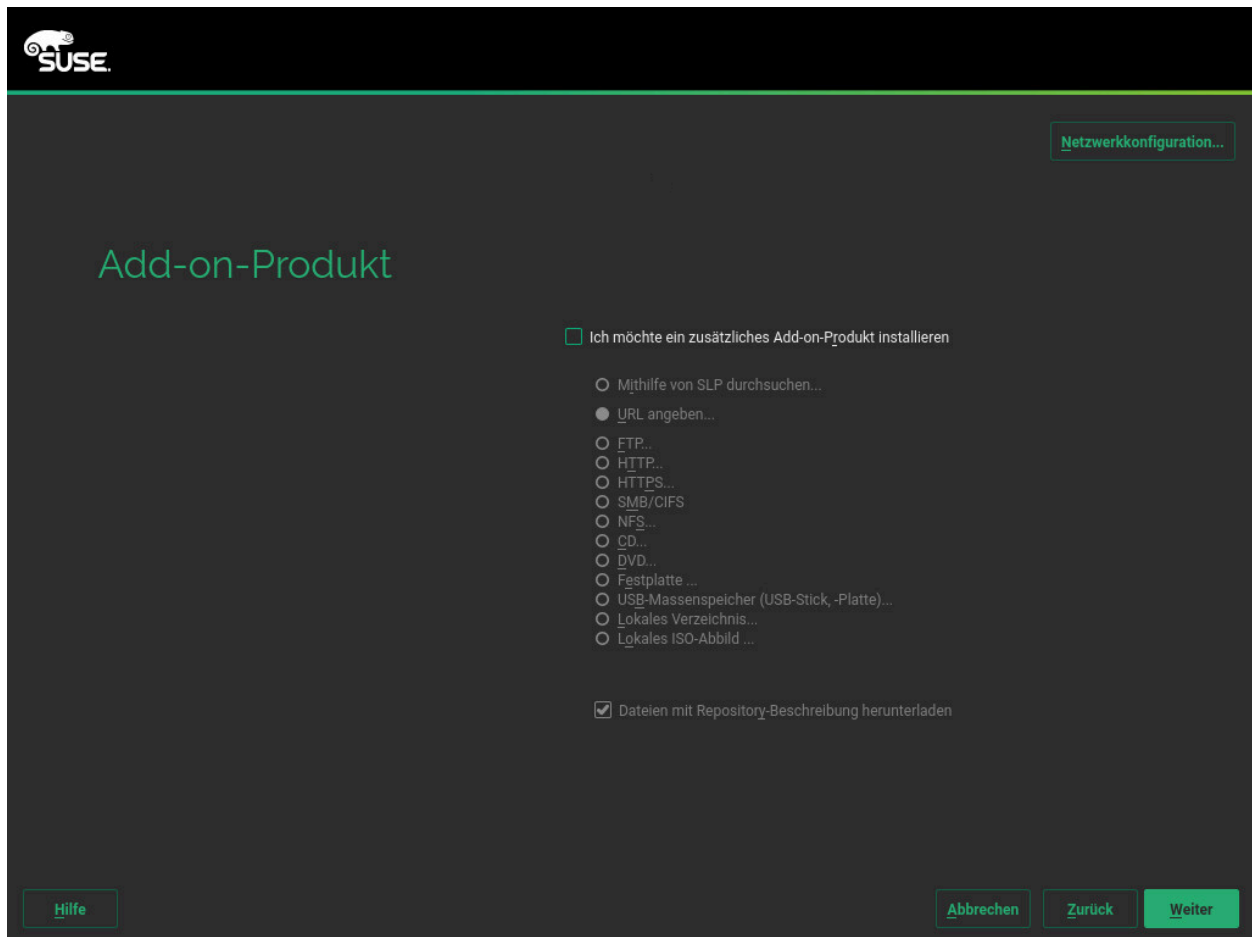 SUSE.
Netzwerkkonfiguration...
Add-on-Produkt
Ich möchte ein zusätzliches Add-on-Produkt installieren
Mithilfe von SLP durchsuchen...
URL angeben...
FTP...
HTTP...
HTTPS...
SMB/CIFS
NFS...
CD...
DVD...
Festplatte ...
USB-Massenspeicher (USB-Stick, -Platte)...
Lokales Verzeichnis...
Lokales ISO-Abbild ...
Dateien mit Repository-Beschreibung herunterladen
Hilfe
Abbrechen
Zurück
Weiter